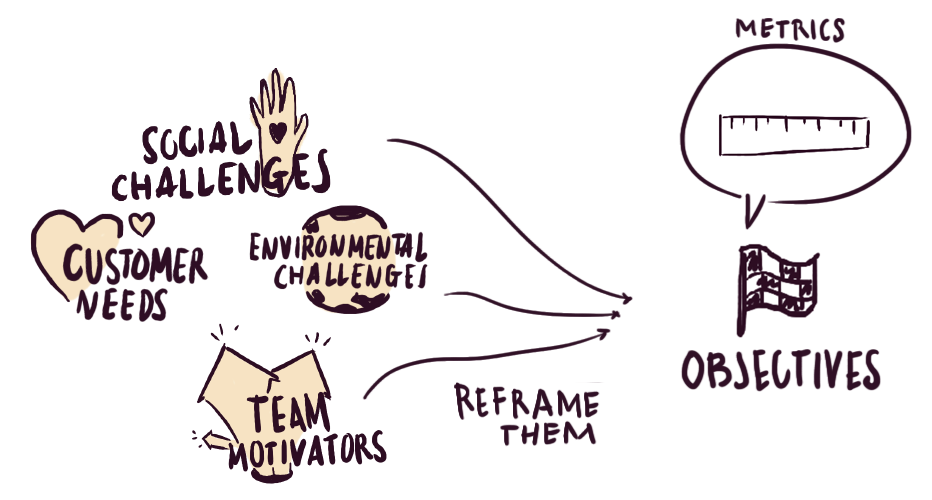 METRICS
SOCIAL
CHALLENGES
CUSTOMER
NEEDS
ENVIRONMENTAL
CHALLENGES
TEAM
MOTIVATORS
REFRAME
THEM
OBJECTIVES